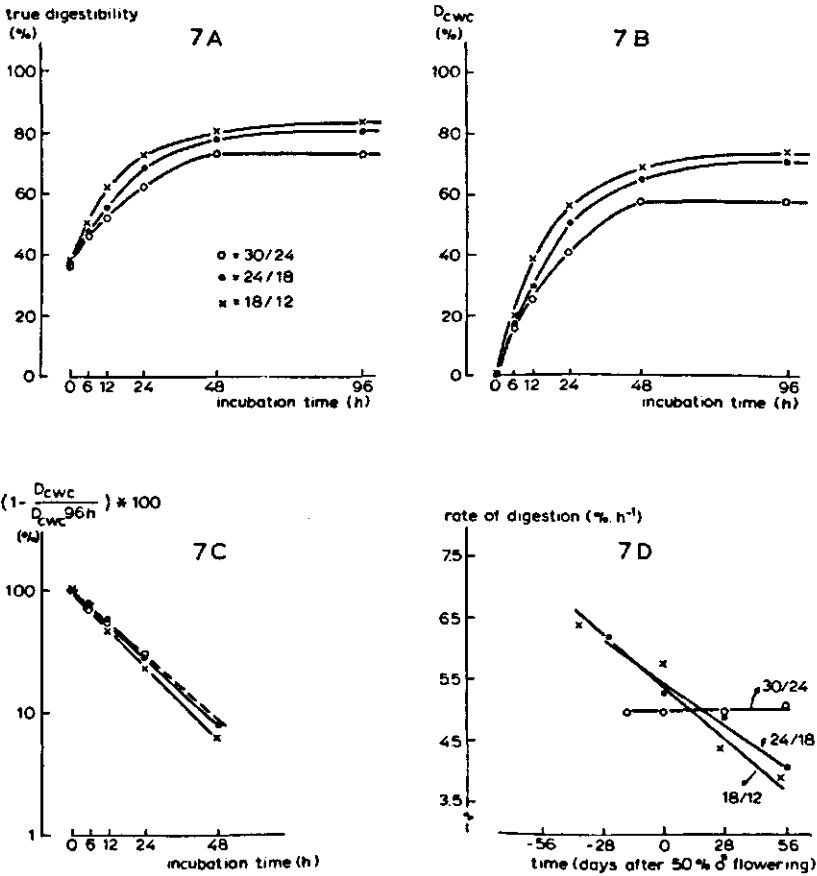 true digestibility
(%)
7A
100
80
60
40
20
0
o = 30/24
• = 24/18
x = 18/12
0 6 12 24 48 96
incubation time (h)
Dcwc
(%)
7B
100
80
60
40
20
0
0 6 12 24 48 96
incubation time (h)
(1- Dcwc / Dcwc 96h ) * 100
(%)
7C
100
10
1
0 6 12 24 48
incubation time (h)
rate of digestion (%. h-1)
7D
7.5
6.5
5.5
4.5
3.5
30/24
24/18
18/12
-56 -28 0 28 56
time (days after 50% ♂ flowering)